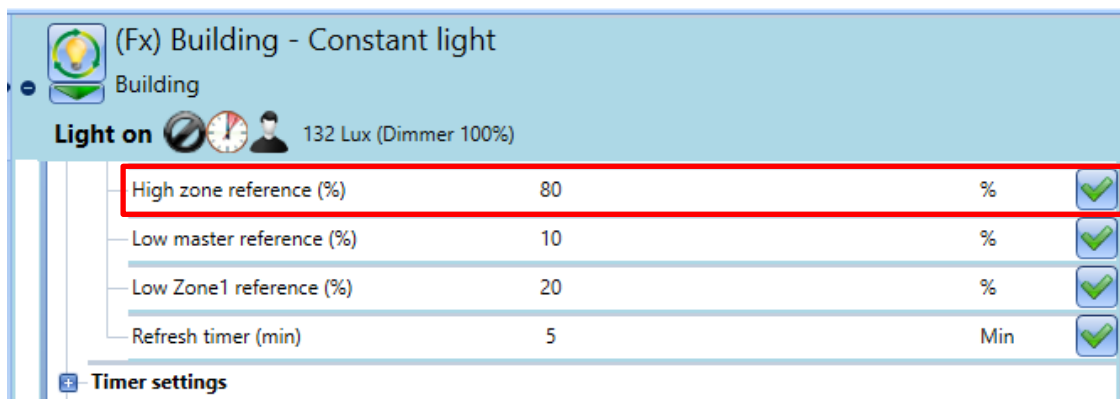 (Fx) Building - Constant light
Building
Light on 132 Lux (Dimmer 100%)
High zone reference (%) 80 %
Low master reference (%) 10 %
Low Zone1 reference (%) 20 %
Refresh timer (min) 5 Min
Timer settings